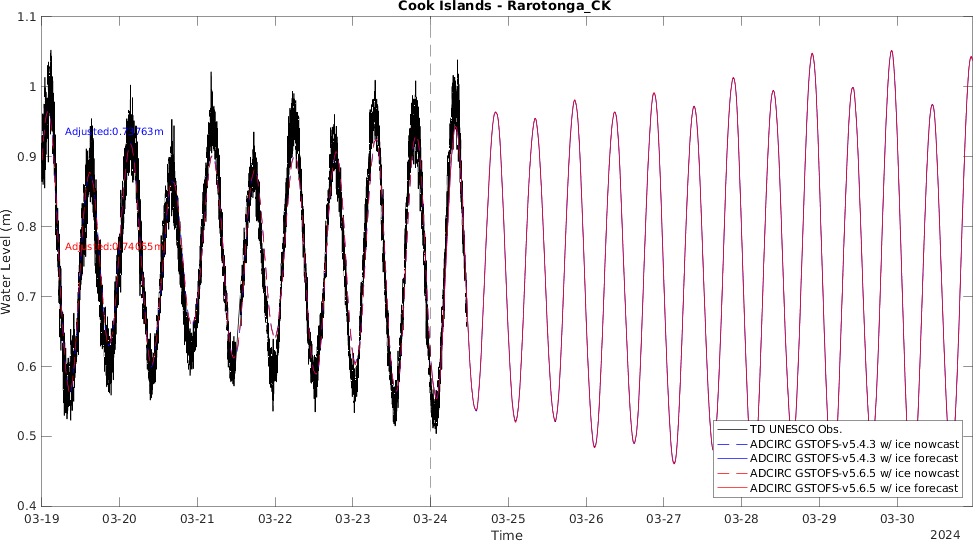 Cook Islands - Rarotonga_CK
1.1
1
0.9
0.8
0.7
0.6
0.5
0.4
Water Level (m)
Adjusted:0.74665m
TD UNESCO Obs.
ADCIRC GSTOFS-v5.4.3 w/ ice nowcast
ADCIRC GSTOFS-v5.4.3 w/ ice forecast
ADCIRC GSTOFS-v5.6.5 w/ ice nowcast
ADCIRC GSTOFS-v5.6.5 w/ ice forecast
03-19 03-20 03-21 03-22 03-23 03-24 03-25 03-26 03-27 03-28 03-29 03-30
Time
2024